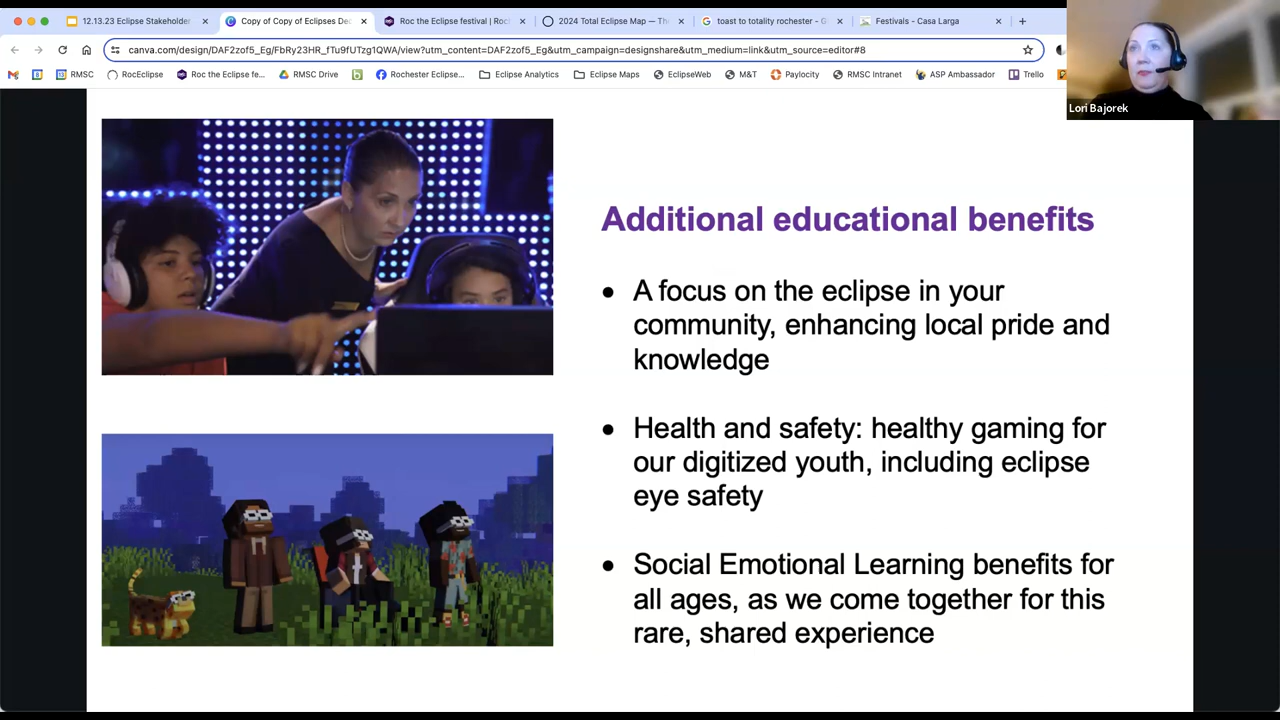 12.13.23 Eclipse Stakeholder
Copy of Copy of Eclipses Dec
Roc the Eclipse festival | Roc
2024 Total Eclipse Map — The
toast to totality rochester - G
Festivals - Casa Larga
canva.com/design/DAF2zof5_Eg/FbRy23HR_fTu9fUTzg1QWA/view?utm_content=DAF2zof5_Eg&utm_campaign=designshare&utm_medium=link&utm_source=editor#8
RMSC
RocEclipse
Roc the Eclipse fe...
RMSC Drive
Rochester Eclipse...
Eclipse Analytics
Eclipse Maps
EclipseWeb
M&T
Paylocity
RMSC Intranet
ASP Ambassador
Trello
Lori Bajorek
Additional educational benefits
• A focus on the eclipse in your
community, enhancing local pride and
knowledge
• Health and safety: healthy gaming for
our digitized youth, including eclipse
eye safety
• Social Emotional Learning benefits for
all ages, as we come together for this
rare, shared experience